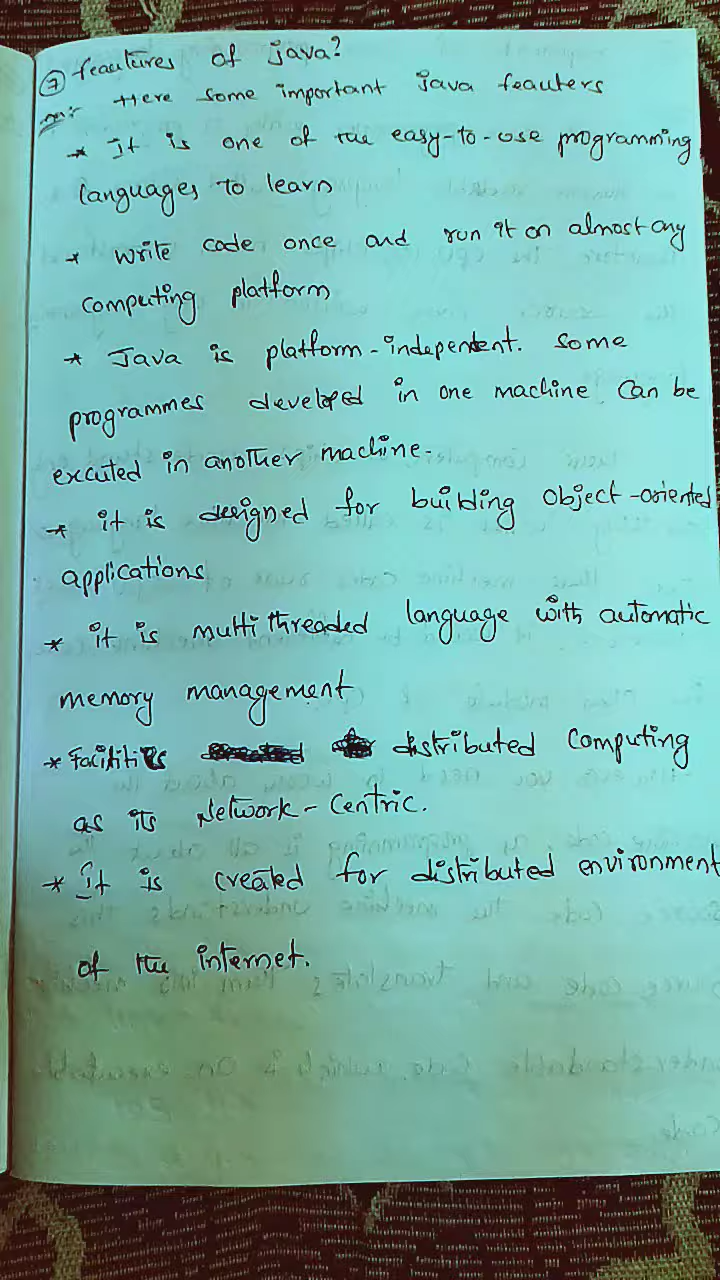 ⑦ feautures of java?
Ans: Here some important java feauters
* It is one of the easy-to-use programming
languages to learn
* Write code once and run it on almost any
computing platform
* Java is platform-independent. Some
programmes developed in one machine can be
excuted in another machine.
* it is designed for building object-oriented
applications
* it is multithreaded language with automatic
memory management
* Facilities distributed Computing
as its Network-Centric.
* It is created for distributed environment
of the internet.